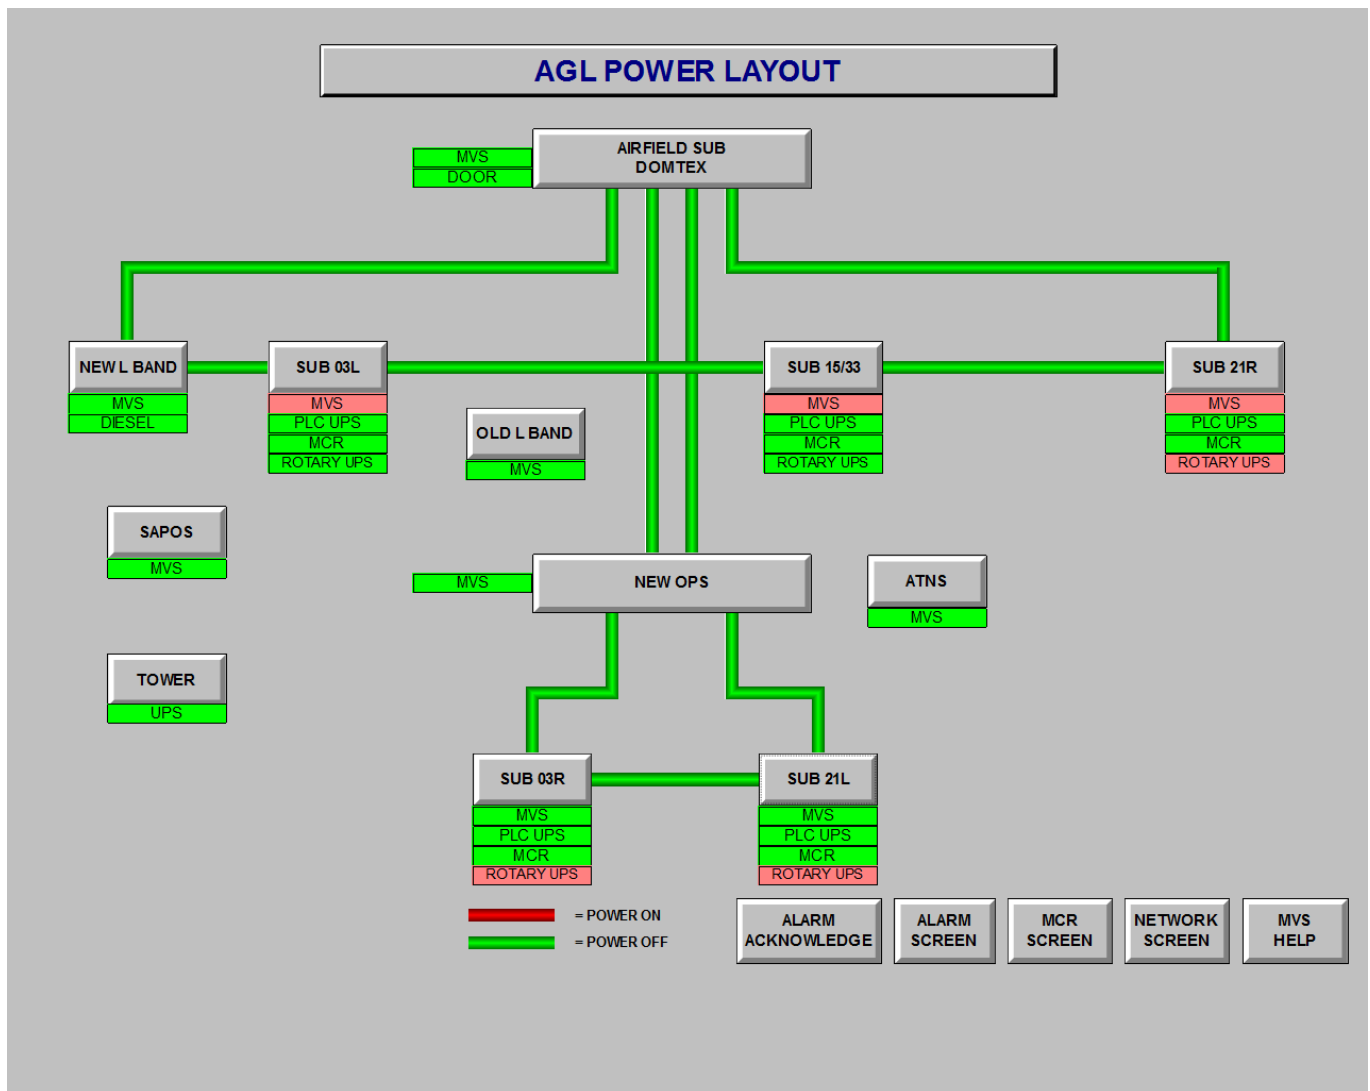 AGL POWER LAYOUT
AIRFIELD SUB
DOMTEX
MVS
DOOR
NEW L BAND
MVS
DIESEL
SUB 03L
MVS
PLC UPS
MCR
ROTARY UPS
OLD L BAND
MVS
SUB 15/33
MVS
PLC UPS
MCR
ROTARY UPS
SUB 21R
MVS
PLC UPS
MCR
ROTARY UPS
SAPOS
MVS
MVS
NEW OPS
ATNS
MVS
TOWER
UPS
SUB 03R
MVS
PLC UPS
MCR
ROTARY UPS
SUB 21L
MVS
PLC UPS
MCR
ROTARY UPS
= POWER ON
= POWER OFF
ALARM
ACKNOWLEDGE
ALARM
SCREEN
MCR
SCREEN
NETWORK
SCREEN
MVS
HELP